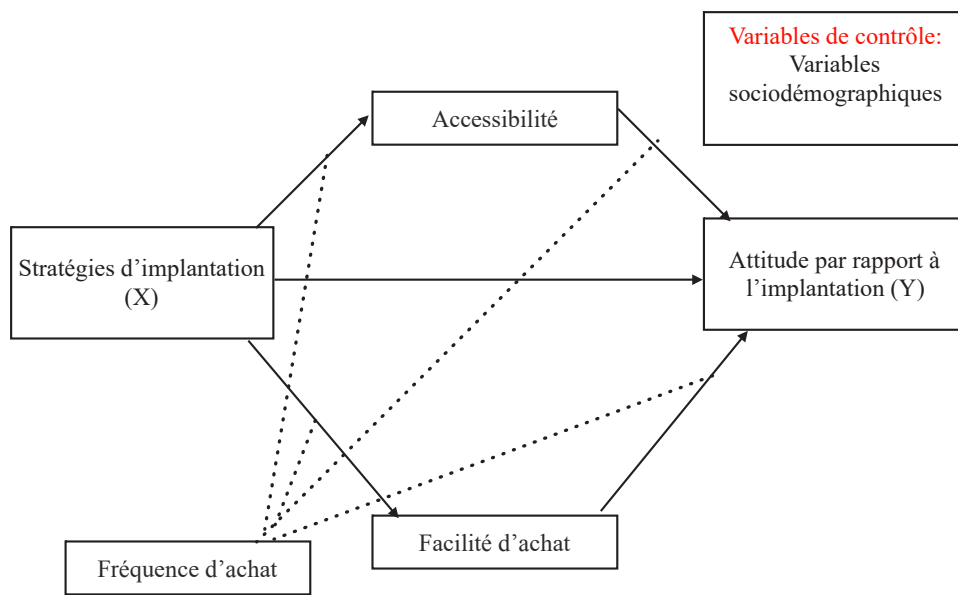 Variables de contrôle:
Variables
sociodémographiques
Accessibilité
Stratégies d’implantation
(X)
Attitude par rapport à
l’implantation (Y)
Facilité d’achat
Fréquence d’achat